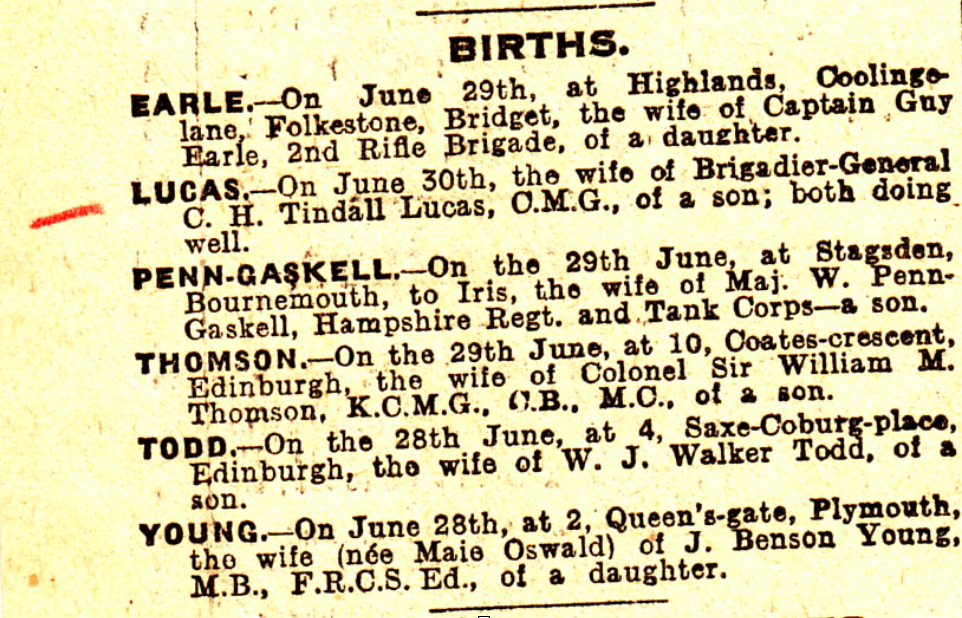 BIRTHS.
EARLE.—On June 29th, at Highlands, Coolinge-
lane, Folkestone, Bridget, the wife of Captain Guy
Earle, 2nd Rifle Brigade, of a daughter.
LUCAS.—On June 30th, the wife of Brigadier-General
C. H. Tindall Lucas, C.M.G., of a son; both doing
well.
PENN-GASKELL.—On the 29th June, at Stagsden,
Bournemouth, to Iris, the wife of Maj. W. Penn-
Gaskell, Hampshire Regt. and Tank Corps—a son.
THOMSON.—On the 29th June, at 10, Coates-crescent,
Edinburgh, the wife of Colonel Sir William M.
Thomson, K.C.M.G., C.B., M.C., of a son.
TODD.—On the 28th June, at 4, Saxe-Coburg-place,
Edinburgh, the wife of W. J. Walker Todd, of a
son.
YOUNG.—On June 28th, at 2, Queen's-gate, Plymouth,
the wife (née Maie Oswald) of J. Benson Young,
M.B., F.R.C.S. Ed., of a daughter.